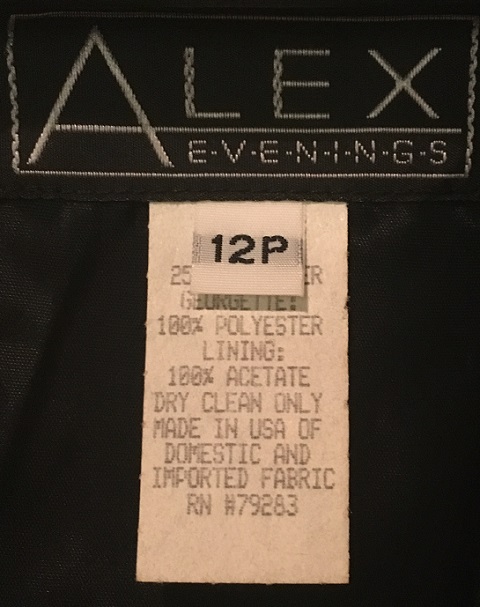 ALEX
E·V·E·N·I·N·G·S
12P
GEORGETTE:
100% POLYESTER
LINING:
100% ACETATE
DRY CLEAN ONLY
MADE IN USA OF
DOMESTIC AND
IMPORTED FABRIC
RN #79283